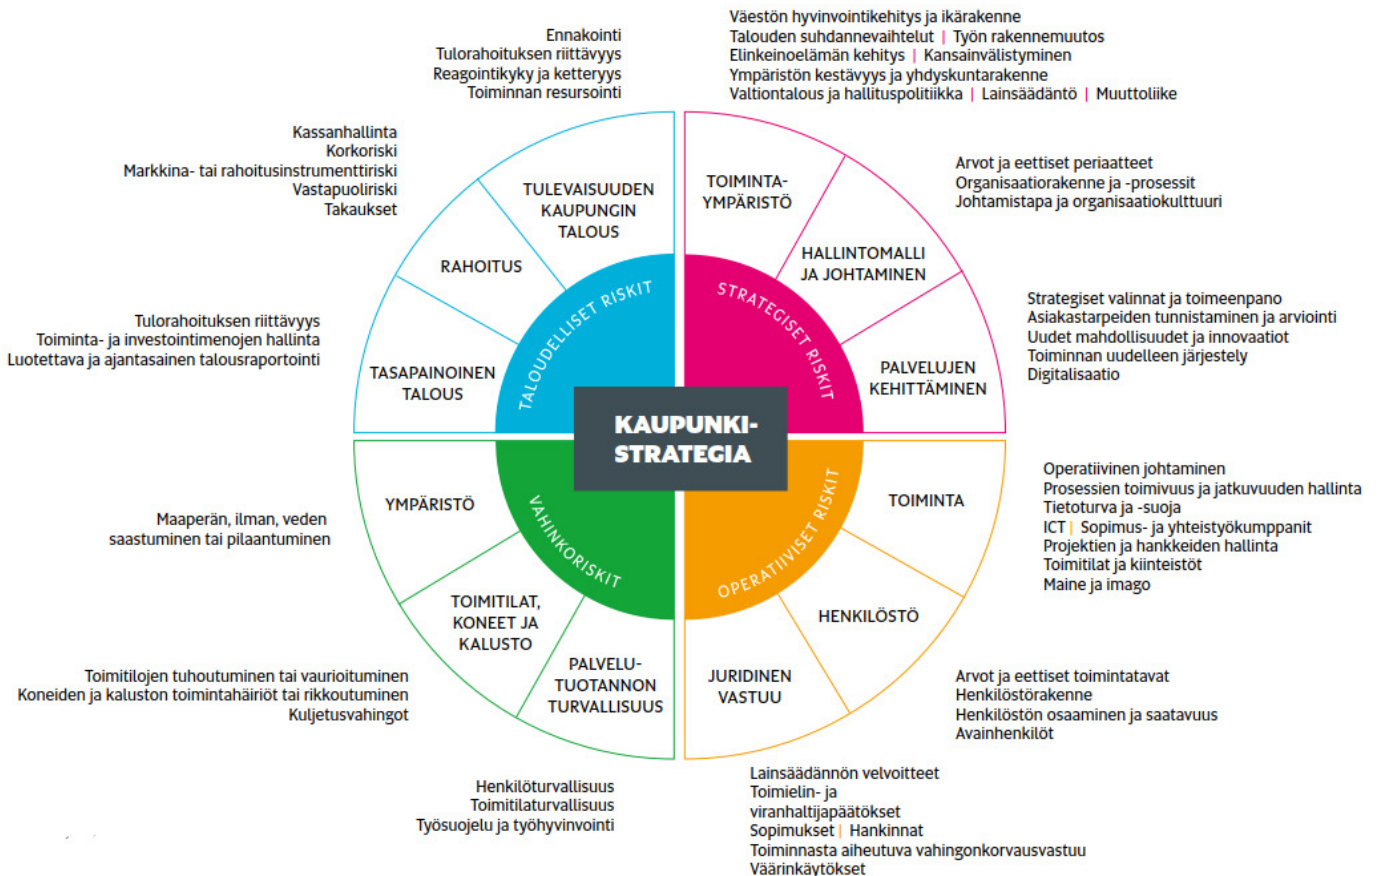 Ennakointi
Tulorahoituksen riittävyys
Reagointikyky ja ketteryys
Toiminnan resursointi
Väestön hyvinvointikehitys ja ikärakenne
Talouden suhdannevaihtelut | Työn rakennemuutos
Elinkeinoelämän kehitys | Kansainvälistyminen
Ympäristön kestävyys ja yhdyskuntarakenne
Valtiontalous ja hallituspolitiikka | Lainsäädäntö | Muuttoliike
Kassanhallinta
Korkoriski
Markkina- tai rahoitusinstrumenttiriski
Vastapuoliriski
Takaukset
TULEVAISUUDEN
KAUPUNGIN
TALOUS
TOIMINTA-
YMPÄRISTÖ
Arvot ja eettiset periaatteet
Organisaatiorakenne ja -prosessit
Johtamistapa ja organisaatiokulttuuri
RAHOITUS
HALLINTOMALLI
JA JOHTAMINEN
TALOUDELLISET RISKIT
STRATEGISET RISKIT
Tulorahoituksen riittävyys
Toiminta- ja investointimenojen hallinta
Luotettava ja ajantasainen talousraportointi
TASAPAINOINEN
TALOUS
PALVELUJEN
KEHITTÄMINEN
Strategiset valinnat ja toimeenpano
Asiakastarpeiden tunnistaminen ja arviointi
Uudet mahdollisuudet ja innovaatiot
Toiminnan uudelleen järjestely
Digitalisaatio
KAUPUNKI-
STRATEGIA
YMPÄRISTÖ
TOIMINTA
VAHINKORISKIT
OPERATIIVISET RISKIT
Maaperän, ilman, veden
saastuminen tai pilaantuminen
Operatiivinen johtaminen
Prosessien toimivuus ja jatkuvuuden hallinta
Tietoturva ja -suoja
ICT | Sopimus- ja yhteistyökumppanit
Projektien ja hankkeiden hallinta
Toimitilat ja kiinteistöt
Maine ja imago
TOIMITILAT,
KONEET JA
KALUSTO
HENKILÖSTÖ
Toimitilojen tuhoutuminen tai vaurioituminen
Koneiden ja kaluston toimintahäiriöt tai rikkoutuminen
Kuljetusvahingot
PALVELU-
TUOTANNON
TURVALLISUUS
JURIDINEN
VASTUU
Arvot ja eettiset toimintatavat
Henkilöstörakenne
Henkilöstön osaaminen ja saatavuus
Avainhenkilöt
Henkilöturvallisuus
Toimitilaturvallisuus
Työsuojelu ja työhyvinvointi
Lainsäädännön velvoitteet
Toimielin- ja
viranhaltijapäätökset
Sopimukset | Hankinnat
Toiminnasta aiheutuva vahingonkorvausvastuu
Väärinkäytökset